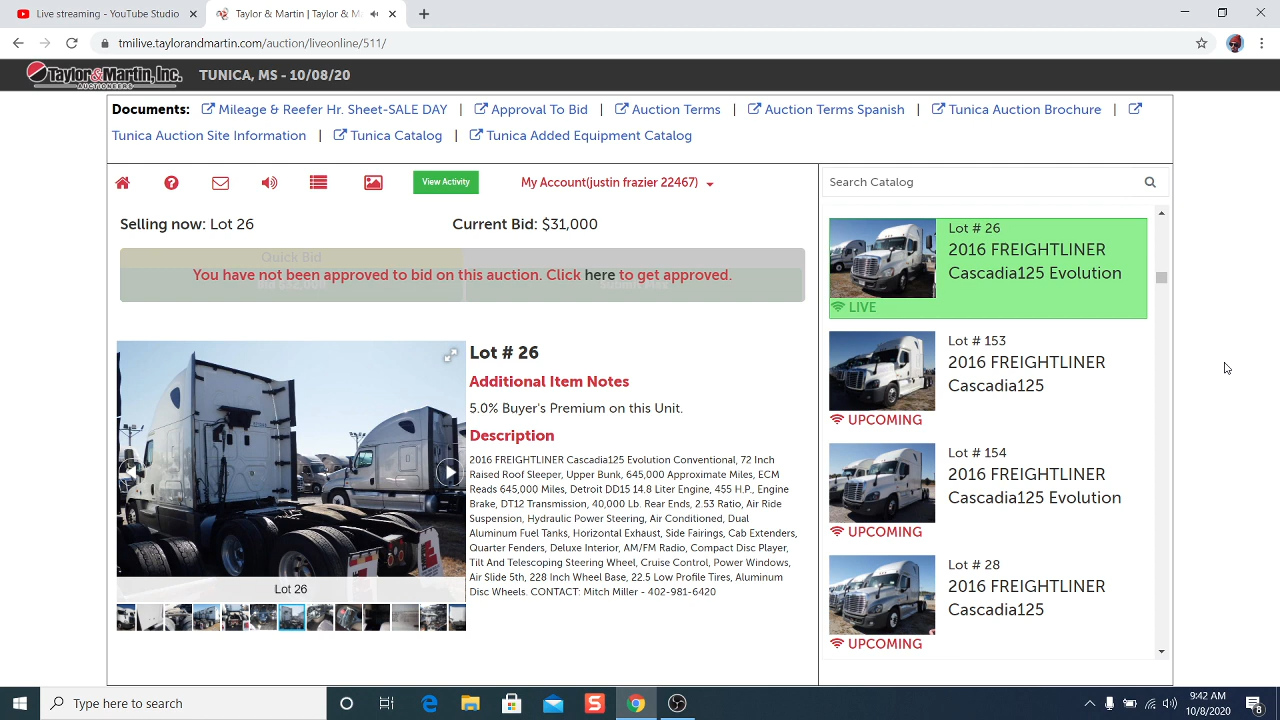 Live streaming - YouTube Studio
Taylor & Martin | Taylor & M
tmilive.taylorandmartin.com/auction/liveonline/511/
Taylor&Martin, Inc. TUNICA, MS - 10/08/20
AUCTIONEERS
Documents: Mileage & Reefer Hr. Sheet-SALE DAY | Approval To Bid | Auction Terms | Auction Terms Spanish | Tunica Auction Brochure |
Tunica Auction Site Information | Tunica Catalog | Tunica Added Equipment Catalog
View Activity
My Account(justin frazier 22467)
Selling now: Lot 26
Current Bid: $31,000
Quick Bid
You have not been approved to bid on this auction. Click here to get approved.
Bid $32,000
Lot 26
Lot # 26
Additional Item Notes
5.0% Buyer's Premium on this Unit.
Description
2016 FREIGHTLINER Cascadia125 Evolution Conventional, 72 Inch
Raised Roof Sleeper, Upper Bunk, 645,000 Approximate Miles, ECM
Reads 645,000 Miles, Detroit DD15 14.8 Liter Engine, 455 H.P., Engine
Brake, DT12 Transmission, 40,000 Lb. Rear Ends, 2.53 Ratio, Air Ride
Suspension, Hydraulic Power Steering, Air Conditioned, Dual
Aluminum Fuel Tanks, Horizontal Exhaust, Side Fairings, Cab Extenders,
Quarter Fenders, Deluxe Interior, AM/FM Radio, Compact Disc Player,
Tilt And Telescoping Steering Wheel, Cruise Control, Power Windows,
Air Slide 5th, 228 Inch Wheel Base, 22.5 Low Profile Tires, Aluminum
Disc Wheels. CONTACT: Mitch Miller - 402-981-6420
Search Catalog
Lot # 26
2016 FREIGHTLINER
Cascadia125 Evolution
LIVE
Lot # 153
2016 FREIGHTLINER
Cascadia125
UPCOMING
Lot # 154
2016 FREIGHTLINER
Cascadia125 Evolution
UPCOMING
Lot # 28
2016 FREIGHTLINER
Cascadia125
UPCOMING
Type here to search
9:42 AM
10/8/2020
8